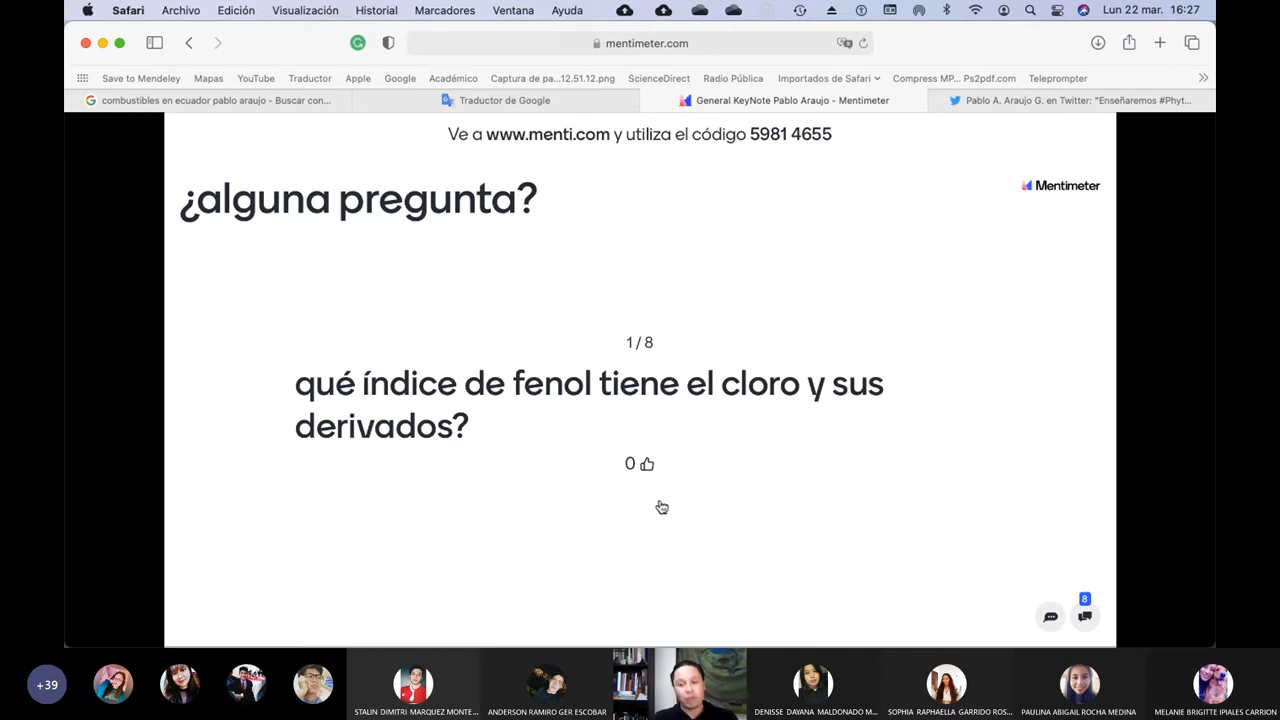 Safari Archivo Edición Visualización Historial Marcadores Ventana Ayuda Lun 22 mar. 16:27
mentimeter.com
Save to Mendeley Mapas YouTube Traductor Apple Google Académico Captura de pa...12.51.12.png ScienceDirect Radio Pública Importados de Safari Compress MP... Ps2pdf.com Teleprompter
combustibles en ecuador pablo araujo - Buscar con... Traductor de Google General KeyNote Pablo Araujo - Mentimeter Pablo A. Araujo G. en Twitter: "Enseñaremos #Phyt...
Ve a www.menti.com y utiliza el código 5981 4655
¿alguna pregunta?
Mentimeter
1 / 8
qué índice de fenol tiene el cloro y sus
derivados?
0
8
+39
STALIN DIMITRI MARQUEZ MONTE... ANDERSON RAMIRO GER ESCOBAR DENISSE DAYANA MALDONADO M... SOPHIA RAPHAELLA GARRIDO ROS... PAULINA ABIGAIL ROCHA MEDINA MELANIE BRIGITTE IPIALES CARRION